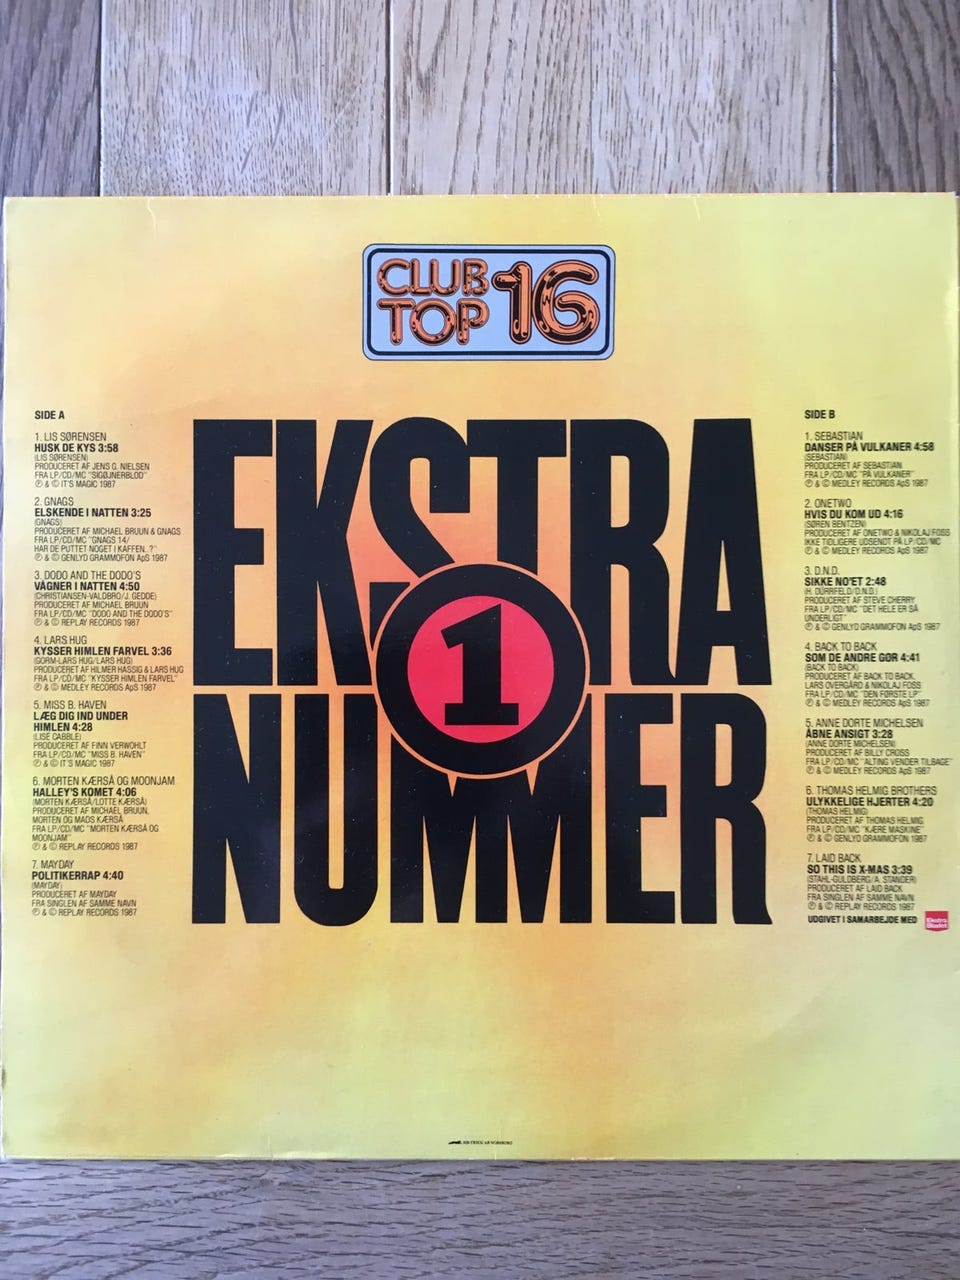 CLUB
TOP 16
EKSTRA
1
NUMMER
SIDE A
1. LIS SØRENSEN
HUSK DE KYS 3:58
(LIS SØRENSEN)
PRODUCERET AF JENS G. NIELSEN
FRA LP/CD/MC "SIGØJNERBLOD"
℗ & © IT'S MAGIC 1987
2. GNAGS
ELSKENDE I NATTEN 3:25
(GNAGS)
PRODUCERET AF MICHAEL BRUUN & GNAGS
FRA LP/CD/MC "GNAGS 14/
HAR DE PUTTET NOGET I KAFFEN..?"
℗ & © GENLYD GRAMMOFON ApS 1987
3. DODO AND THE DODO'S
VÅGNER I NATTEN 4:50
(CHRISTIANSEN-VALDBRO/J. GEDDE)
PRODUCERET AF MICHAEL BRUUN
FRA LP/CD/MC "DODO AND THE DODO'S"
℗ & © REPLAY RECORDS 1987
4. LARS HUG
KYSSER HIMLEN FARVEL 3:36
(GORM-LARS HUG/LARS HUG)
PRODUCERET AF HILMER HASSIG & LARS HUG
FRA LP/CD/MC "KYSSER HIMLEN FARVEL"
℗ & © MEDLEY RECORDS ApS 1987
5. MISS B. HAVEN
LÆG DIG IND UNDER
HIMLEN 4:28
(LISE CABBLE)
PRODUCERET AF FINN VERWOHLT
FRA LP/CD/MC "MISS B. HAVEN"
℗ & © IT'S MAGIC 1987
6. MORTEN KÆRSÅ OG MOONJAM
HALLEY'S KOMET 4:06
(MORTEN KÆRSÅ/LOTTE KÆRSÅ)
PRODUCERET AF MICHAEL BRUUN,
MORTEN OG MADS KÆRSÅ
FRA LP/CD/MC "MORTEN KÆRSÅ OG
MOONJAM"
℗ & © REPLAY RECORDS 1987
7. MAYDAY
POLITIKERRAP 4:40
(MAYDAY)
PRODUCERET AF MAYDAY
FRA SINGLEN AF SAMME NAVN
℗ & © REPLAY RECORDS 1987
SIDE B
1. SEBASTIAN
DANSER PÅ VULKANER 4:58
(SEBASTIAN)
PRODUCERET AF SEBASTIAN
FRA LP/CD/MC "PÅ VULKANER"
℗ & © MEDLEY RECORDS ApS 1987
2. ONETWO
HVIS DU KOM UD 4:16
(SØREN BENTZEN)
PRODUCERET AF ONETWO & NIKOLAJ FOSS
IKKE TIDLIGERE UDSENDT PÅ LP/CD/MC
℗ & © MEDLEY RECORDS ApS 1987
3. D.N.D.
SIKKE NO'ET 2:48
(H. DÜRRFELD/D.N.D.)
PRODUCERET AF STEVE CHERRY
FRA LP/CD/MC "DET HELE ER SÅ
UNDERLIGT"
℗ & © GENLYD GRAMMOFON ApS 1987
4. BACK TO BACK
SOM DE ANDRE GØR 4:41
(BACK TO BACK)
PRODUCERET AF BACK TO BACK,
LARS OVERGÅRD & NIKOLAJ FOSS
FRA LP/CD/MC "DEN FØRSTE LP"
℗ & © MEDLEY RECORDS ApS 1987
5. ANNE DORTE MICHELSEN
ÅBNE ANSIGT 3:28
(ANNE DORTE MICHELSEN)
PRODUCERET AF BILLY CROSS
FRA LP/CD/MC "ALTING VENDER TILBAGE"
℗ & © MEDLEY RECORDS ApS 1987
6. THOMAS HELMIG BROTHERS
ULYKKELIGE HJERTER 4:20
(THOMAS HELMIG)
PRODUCERET AF THOMAS HELMIG
FRA LP/CD/MC "KÆRE MASKINE"
℗ & © GENLYD GRAMMOFON 1987
7. LAID BACK
SO THIS IS X-MAS 3:39
(STAHL-GULDBERG/A. STANDER)
PRODUCERET AF LAID BACK
FRA SINGLEN AF SAMME NAVN
℗ & © REPLAY RECORDS 1987
UDGIVET I SAMARBEJDE MED
Ekstra
Bladet